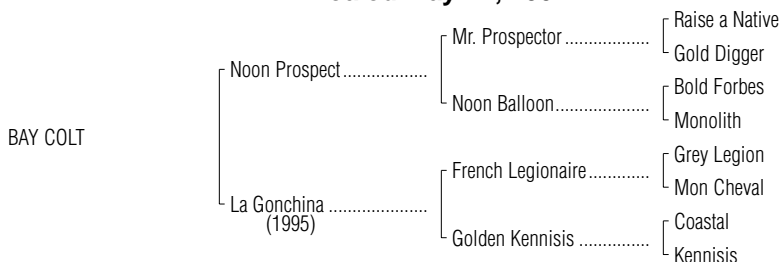 Raise a Native
Mr. Prospector
Gold Digger
Noon Prospect
Bold Forbes
Noon Balloon
Monolith
BAY COLT
Grey Legion
French Legionaire
Mon Cheval
La Gonchina
(1995)
Coastal
Golden Kennisis
Kennisis